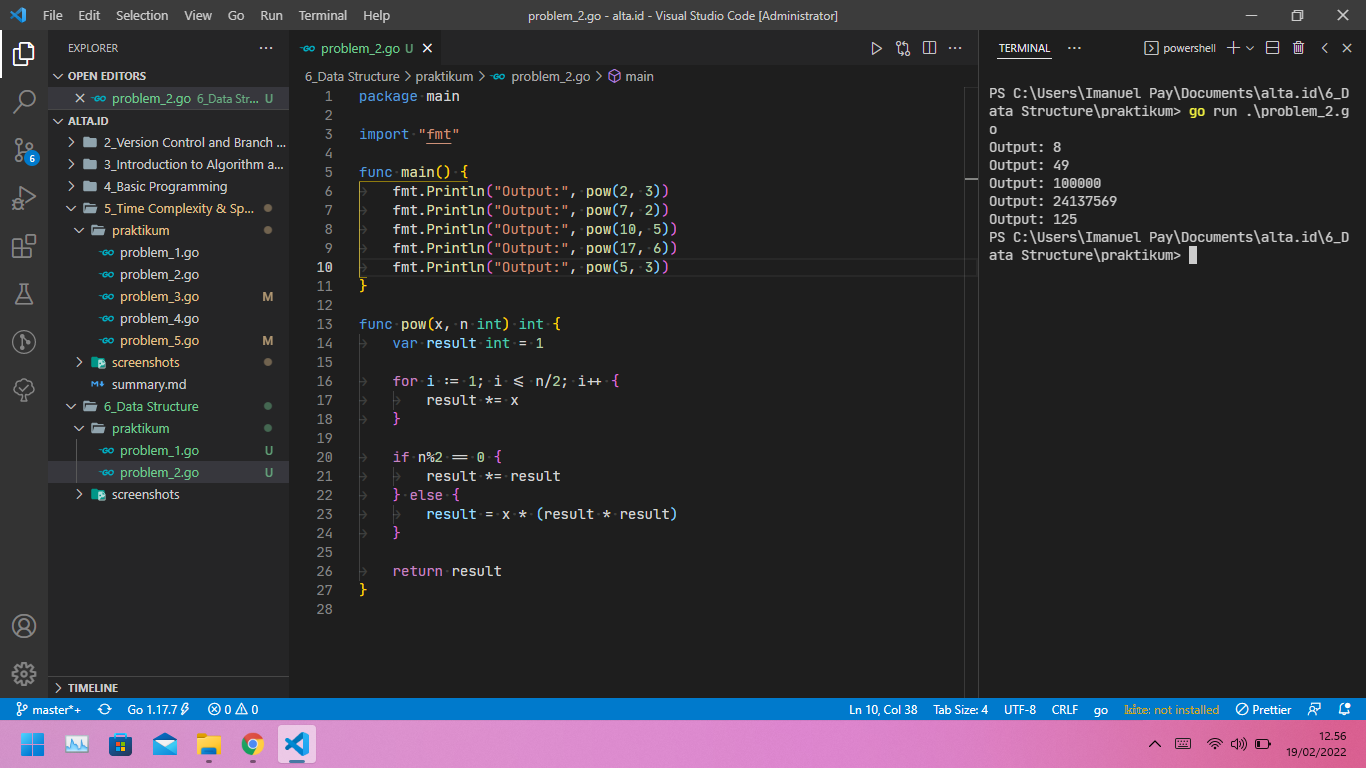 File Edit Selection View Go Run Terminal Help
problem_2.go - alta.id - Visual Studio Code [Administrator]
EXPLORER
OPEN EDITORS
problem_2.go 6_Data Str... U
ALTA.ID
2_Version Control and Branch ...
3_Introduction to Algorithm a...
4_Basic Programming
5_Time Complexity & Sp...
praktikum
problem_1.go
problem_2.go
problem_3.go M
problem_4.go
problem_5.go M
screenshots
summary.md
6_Data Structure
praktikum
problem_1.go U
problem_2.go U
screenshots
TIMELINE
6
problem_2.go U
6_Data Structure > praktikum > problem_2.go > main
1 package main
2
3 import "fmt"
4
5 func main() {
6 fmt.Println("Output:", pow(2, 3))
7 fmt.Println("Output:", pow(7, 2))
8 fmt.Println("Output:", pow(10, 5))
9 fmt.Println("Output:", pow(17, 6))
10 fmt.Println("Output:", pow(5, 3))
11 }
12
13 func pow(x, n int) int {
14 var result int = 1
15
16 for i := 1; i <= n/2; i++ {
17 result *= x
18 }
19
20 if n%2 == 0 {
21 result *= result
22 } else {
23 result = x * (result * result)
24 }
25
26 return result
27 }
28
TERMINAL
powershell
PS C:\Users\Imanuel Pay\Documents\alta.id\6_D
ata Structure\praktikum> go run .\problem_2.g
o
Output: 8
Output: 49
Output: 100000
Output: 24137569
Output: 125
PS C:\Users\Imanuel Pay\Documents\alta.id\6_D
ata Structure\praktikum>
master*+ Go 1.17.7 0 0 Ln 10, Col 38 Tab Size: 4 UTF-8 CRLF go kite: not installed Prettier
12.56
19/02/2022